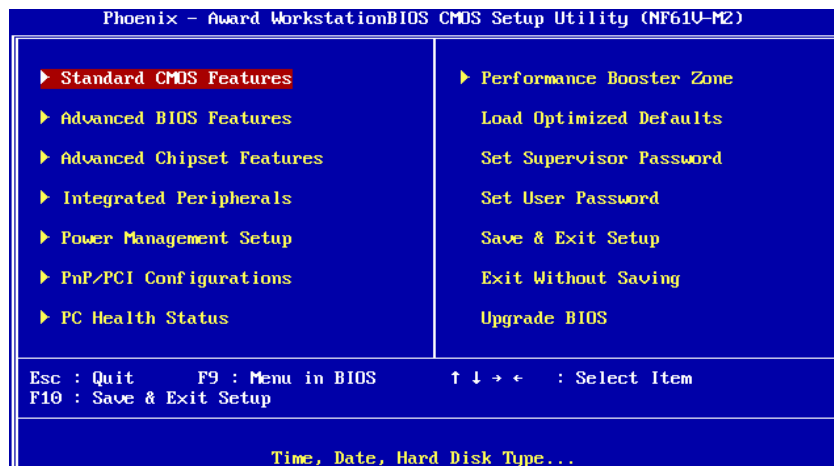 Phoenix - Award WorkstationBIOS CMOS Setup Utility (NF61V-M2)
▶ Standard CMOS Features
▶ Advanced BIOS Features
▶ Advanced Chipset Features
▶ Integrated Peripherals
▶ Power Management Setup
▶ PnP/PCI Configurations
▶ PC Health Status
▶ Performance Booster Zone
Load Optimized Defaults
Set Supervisor Password
Set User Password
Save & Exit Setup
Exit Without Saving
Upgrade BIOS
Esc : Quit F9 : Menu in BIOS ↑ ↓ → ← : Select Item
F10 : Save & Exit Setup
Time, Date, Hard Disk Type...